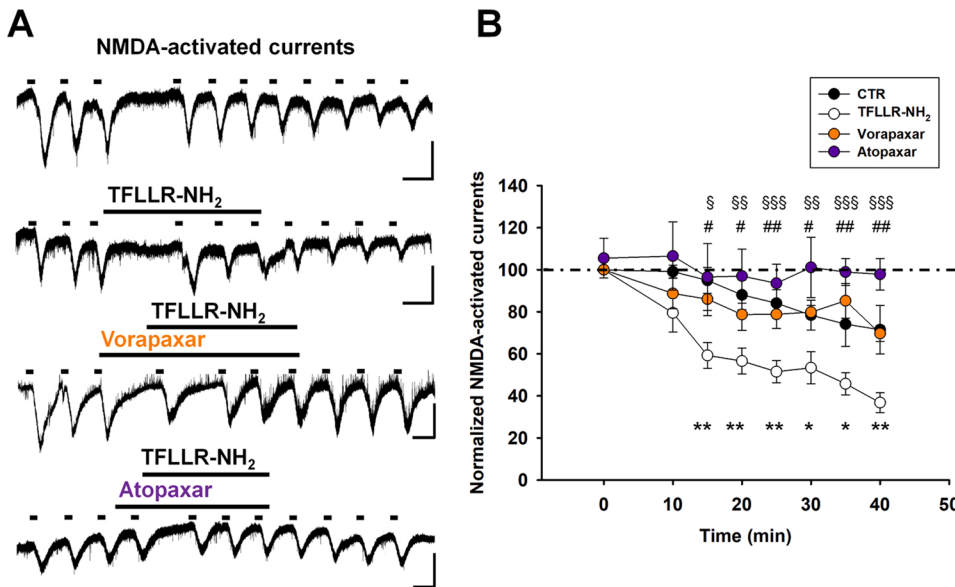 A
NMDA-activated currents
TFLLR-NH2
TFLLR-NH2
Vorapaxar
TFLLR-NH2
Atopaxar
B
CTR
TFLLR-NH2
Vorapaxar
Atopaxar
Normalized NMDA-activated currents
140
120
100
80
60
40
20
0
§ §§ §§§ §§ §§§ §§§
# # ## # ## ##
** ** ** * * **
0 10 20 30 40 50
Time (min)